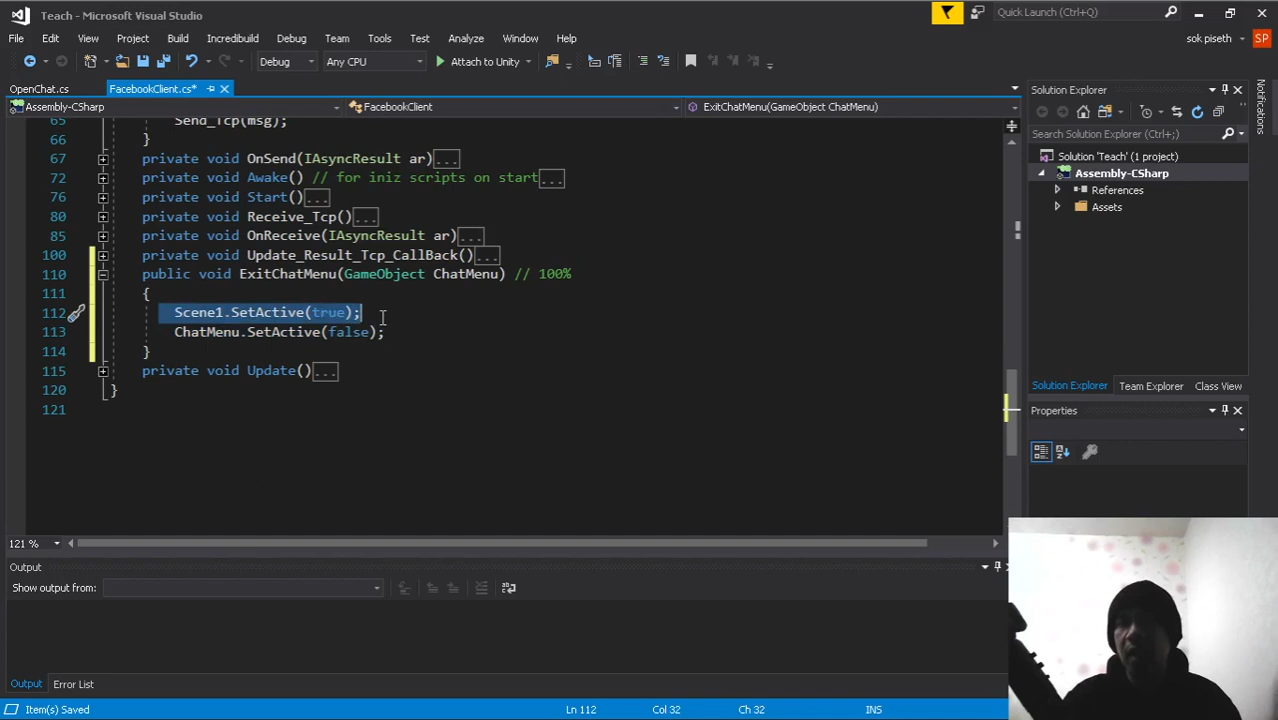 Teach - Microsoft Visual Studio
Quick Launch (Ctrl+Q)
File Edit View Project Build Incredibuild Debug Team Tools Test Analyze Window Help
sok piseth SP
Debug Any CPU Attach to Unity
OpenChat.cs FacebookClient.cs*
Solution Explorer
Assembly-CSharp FacebookClient ExitChatMenu(GameObject ChatMenu)
Notifications
65 Send_Tcp(msg);
66 }
67 private void OnSend(IAsyncResult ar)...
72 private void Awake() // for iniz scripts on start...
76 private void Start()...
80 private void Receive_Tcp()...
85 private void OnReceive(IAsyncResult ar)...
100 private void Update_Result_Tcp_CallBack()...
110 public void ExitChatMenu(GameObject ChatMenu) // 100%
111 {
112 Scene1.SetActive(true);
113 ChatMenu.SetActive(false);
114 }
115 private void Update()...
120 }
121
Search Solution Explorer (Ctrl+;)
Solution 'Teach' (1 project)
Assembly-CSharp
References
Assets
Solution Explorer Team Explorer Class View
Properties
121 %
Output
Show output from:
Output Error List
Item(s) Saved Ln 112 Col 32 Ch 32 INS